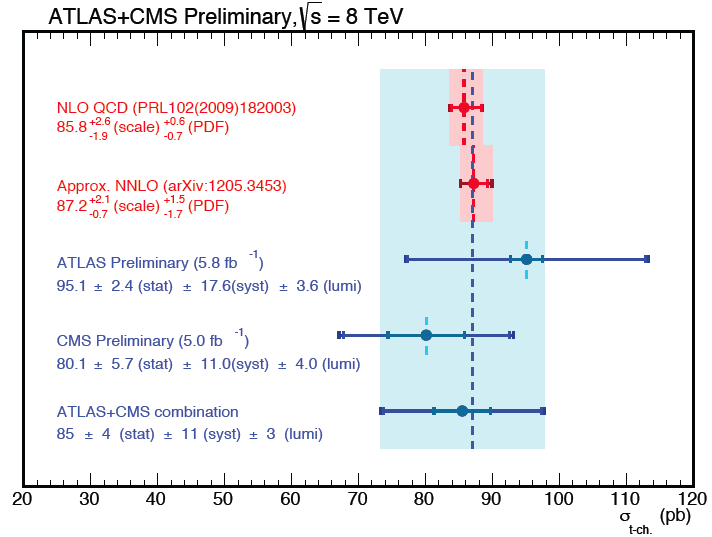 ATLAS+CMS Preliminary,√s = 8 TeV
NLO QCD (PRL102(2009)182003)
85.8 +2.6 -1.9 (scale) +0.6 -0.7 (PDF)
Approx. NNLO (arXiv:1205.3453)
87.2 +2.1 -0.7 (scale) +1.5 -1.7 (PDF)
ATLAS Preliminary (5.8 fb -1)
95.1 ± 2.4 (stat) ± 17.6(syst) ± 3.6 (lumi)
CMS Preliminary (5.0 fb -1)
80.1 ± 5.7 (stat) ± 11.0(syst) ± 4.0 (lumi)
ATLAS+CMS combination
85 ± 4 (stat) ± 11 (syst) ± 3 (lumi)
20 30 40 50 60 70 80 90 100 110 120
σ t-ch. (pb)